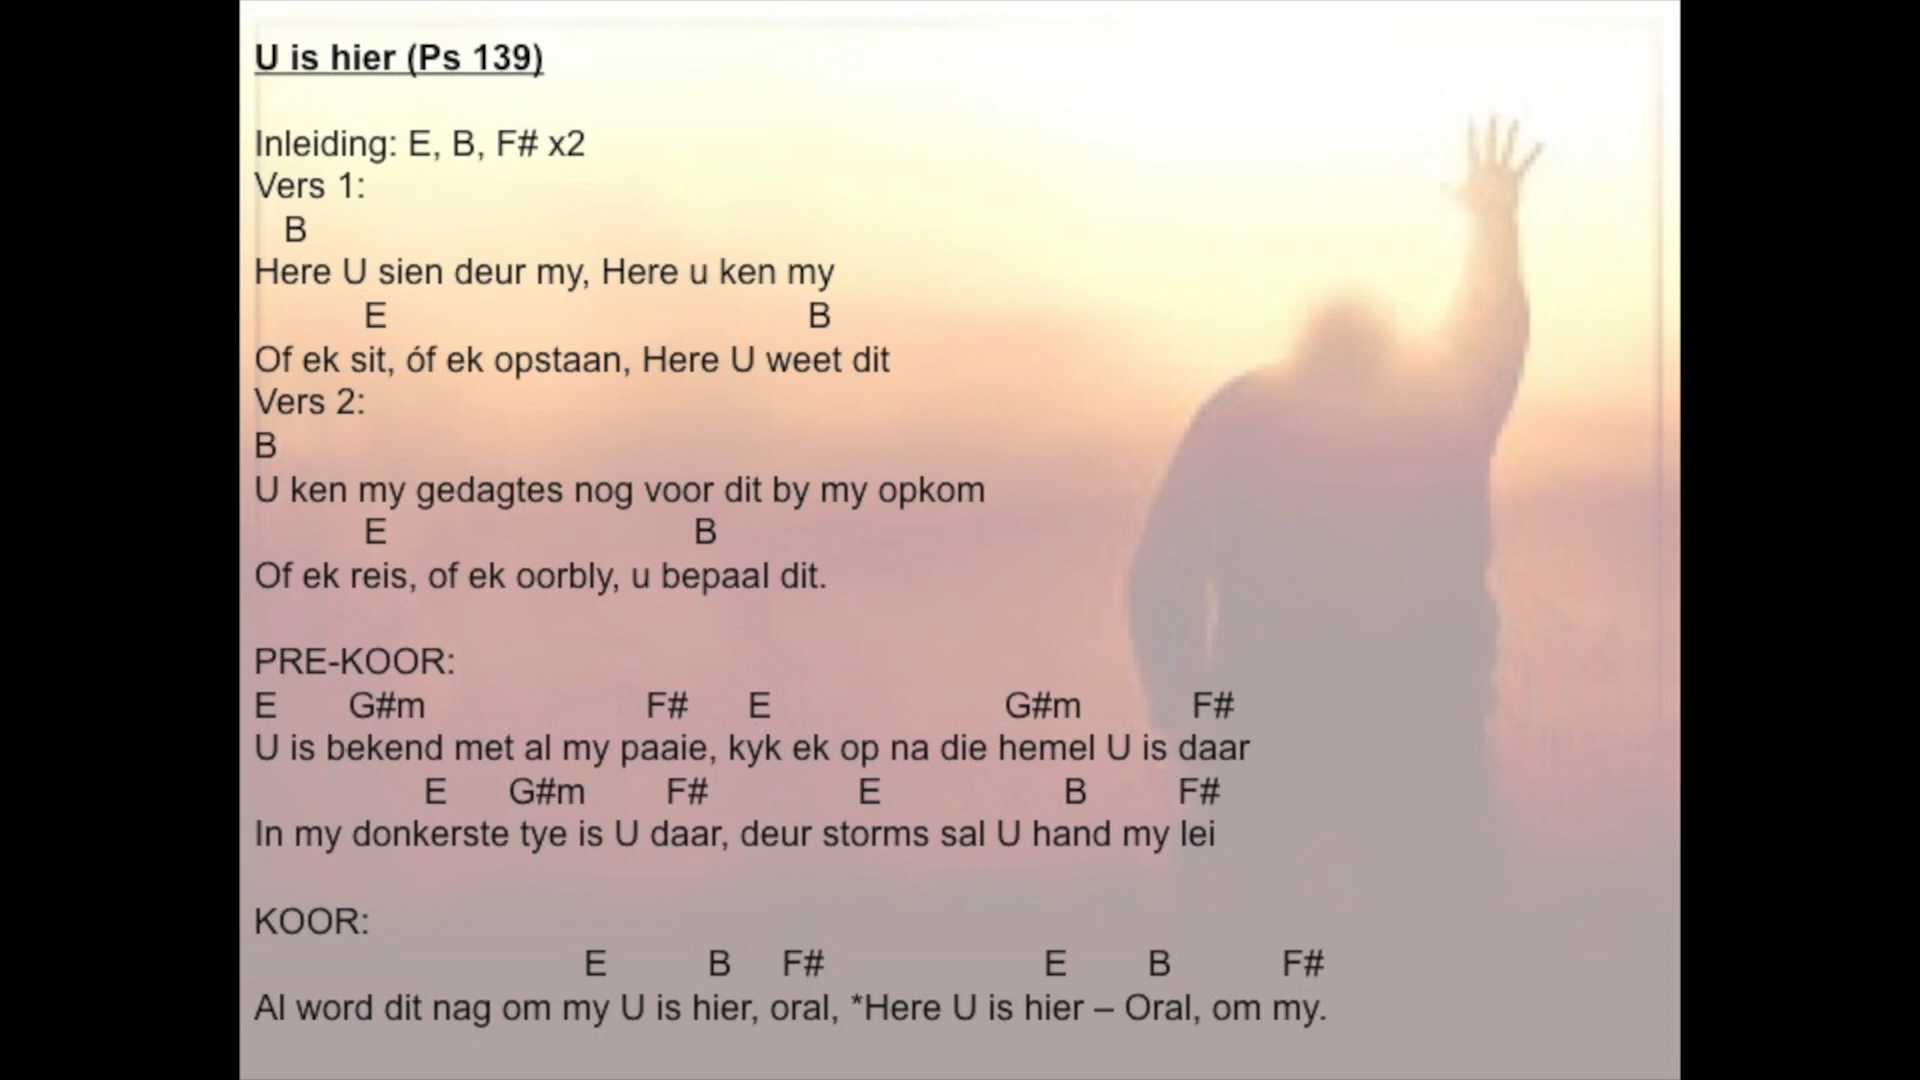 U is hier (Ps 139)
Inleiding: E, B, F# x2
Vers 1:
B
Here U sien deur my, Here u ken my
E B
Of ek sit, óf ek opstaan, Here U weet dit
Vers 2:
B
U ken my gedagtes nog voor dit by my opkom
E B
Of ek reis, of ek oorbly, u bepaal dit.
PRE-KOOR:
E G#m F# E G#m F#
U is bekend met al my paaie, kyk ek op na die hemel U is daar
E G#m F# E B F#
In my donkerste tye is U daar, deur storms sal U hand my lei
KOOR:
E B F# E B F#
Al word dit nag om my U is hier, oral, *Here U is hier – Oral, om my.